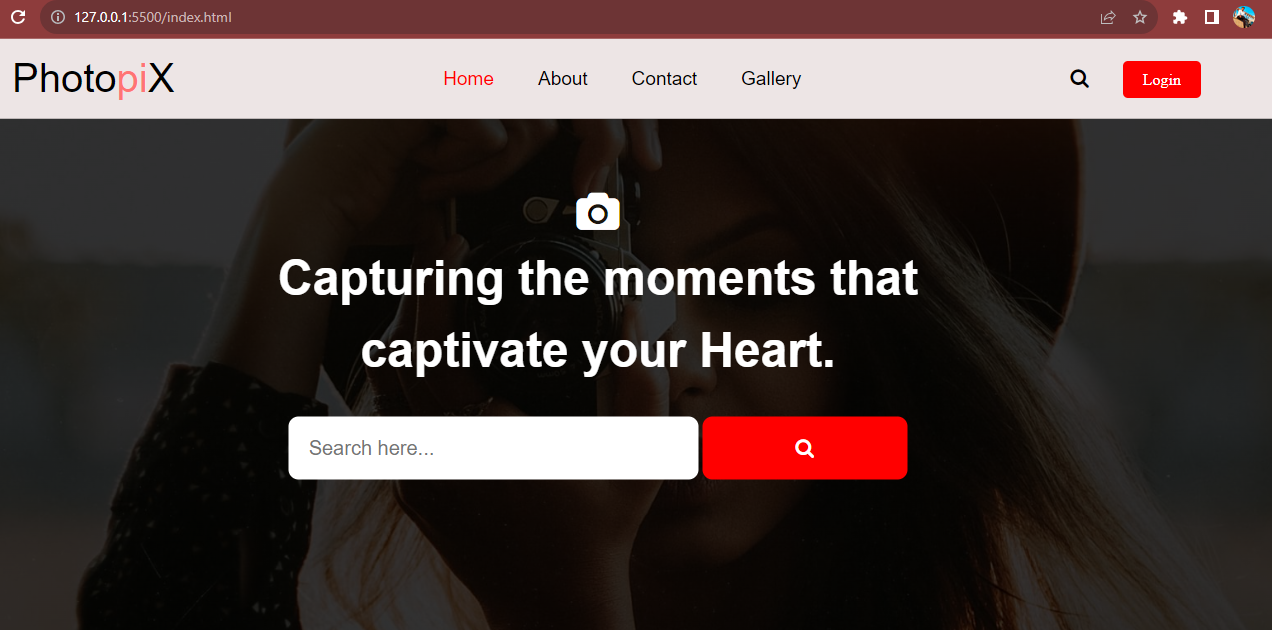 127.0.0.1:5500/index.html
PhotopiX Home About Contact Gallery Login
Capturing the moments that
captivate your Heart.
Search here...